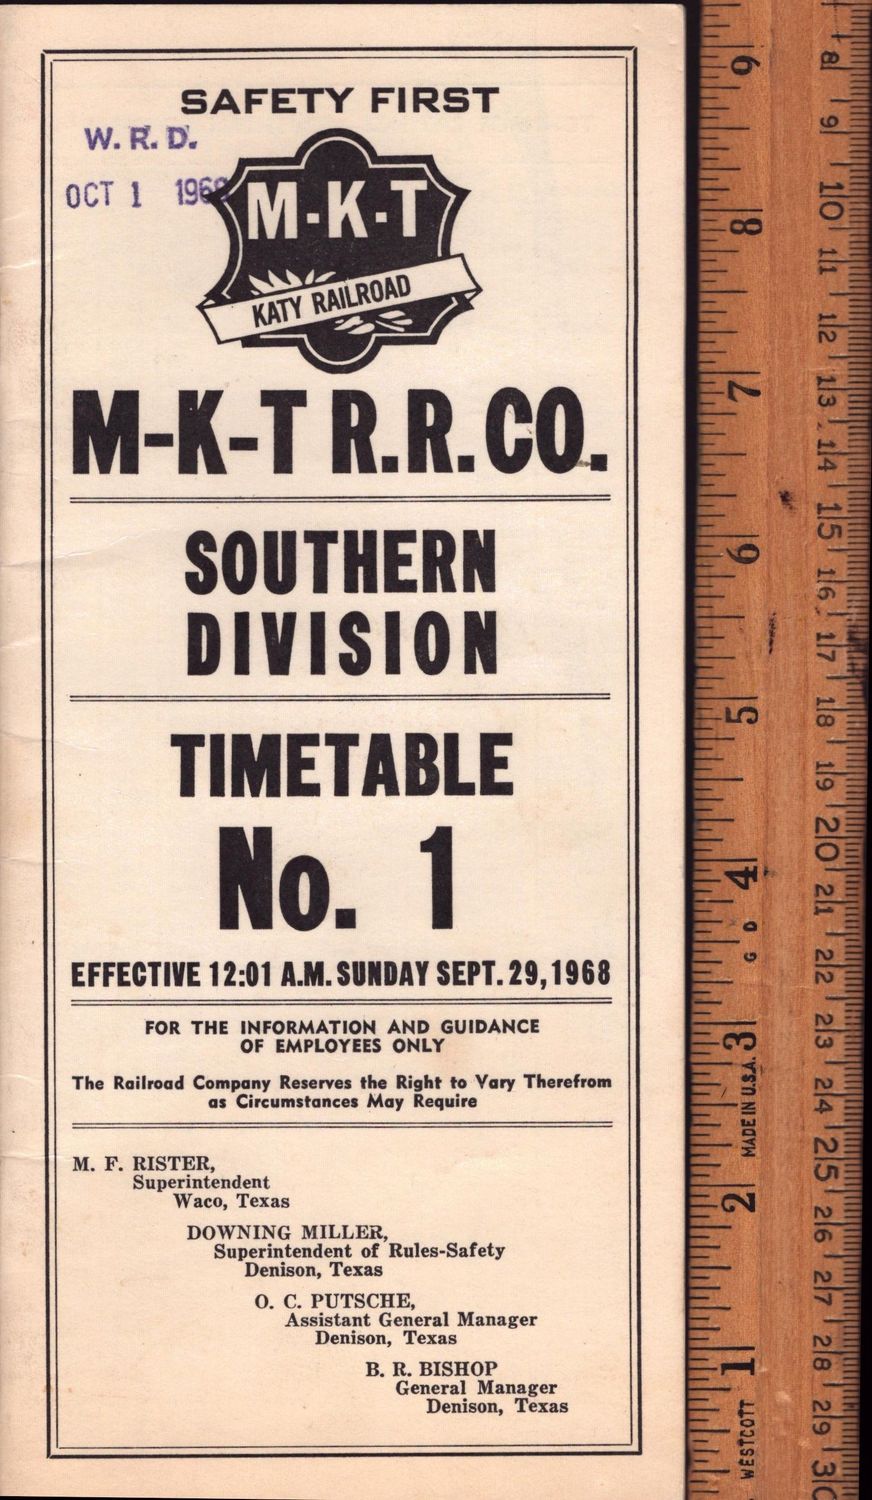 SAFETY FIRST
W. R. D.
OCT 1 1968
M-K-T
KATY RAILROAD
M-K-T R.R. CO.
SOUTHERN
DIVISION
TIMETABLE
No. 1
EFFECTIVE 12:01 A.M. SUNDAY SEPT. 29, 1968
FOR THE INFORMATION AND GUIDANCE
OF EMPLOYEES ONLY
The Railroad Company Reserves the Right to Vary Therefrom
as Circumstances May Require
M. F. RISTER,
Superintendent
Waco, Texas
DOWNING MILLER,
Superintendent of Rules-Safety
Denison, Texas
O. C. PUTSCHE,
Assistant General Manager
Denison, Texas
B. R. BISHOP
General Manager
Denison, Texas
WESTCOTT 1 2 MADE IN U.S.A. 3 G D 4 5 6 7 8 9
8 9 10 11 12 13 14 15 16 17 18 19 20 21 22 23 24 25 26 27 28 29 30